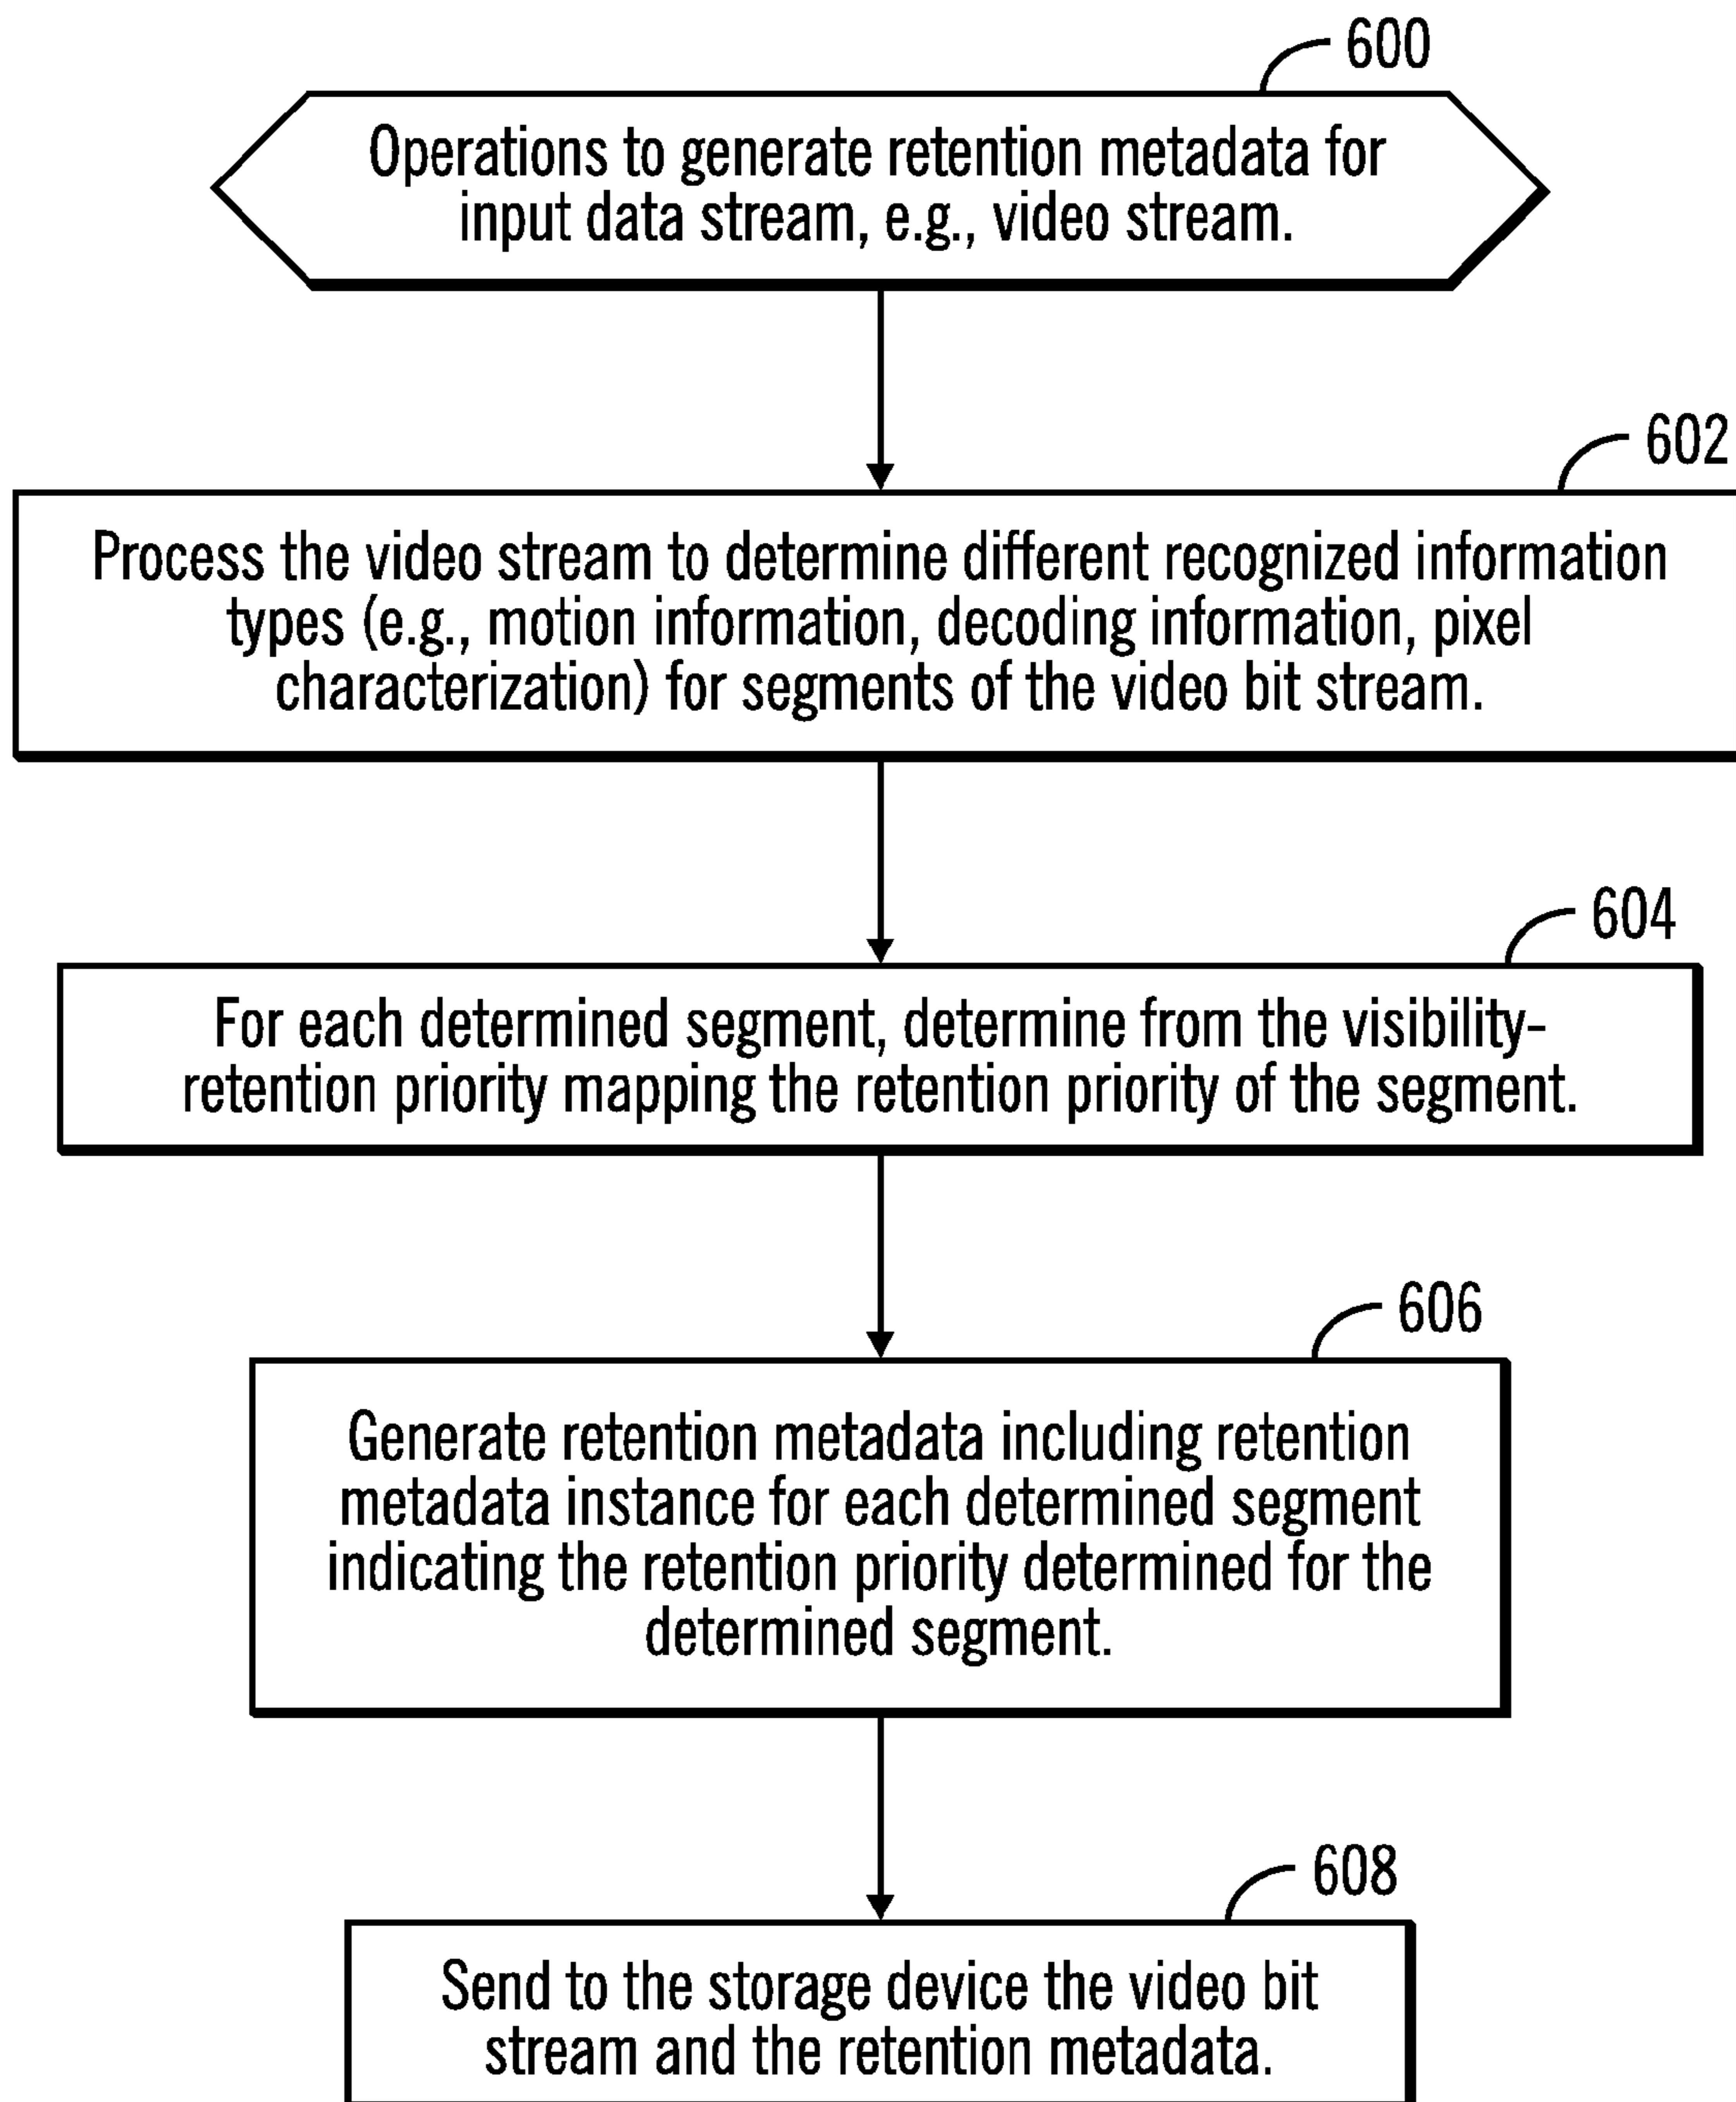 600
Operations to generate retention metadata for
input data stream, e.g., video stream.
602
Process the video stream to determine different recognized information
types (e.g., motion information, decoding information, pixel
characterization) for segments of the video bit stream.
604
For each determined segment, determine from the visibility-
retention priority mapping the retention priority of the segment.
606
Generate retention metadata including retention
metadata instance for each determined segment
indicating the retention priority determined for the
determined segment.
608
Send to the storage device the video bit
stream and the retention metadata.